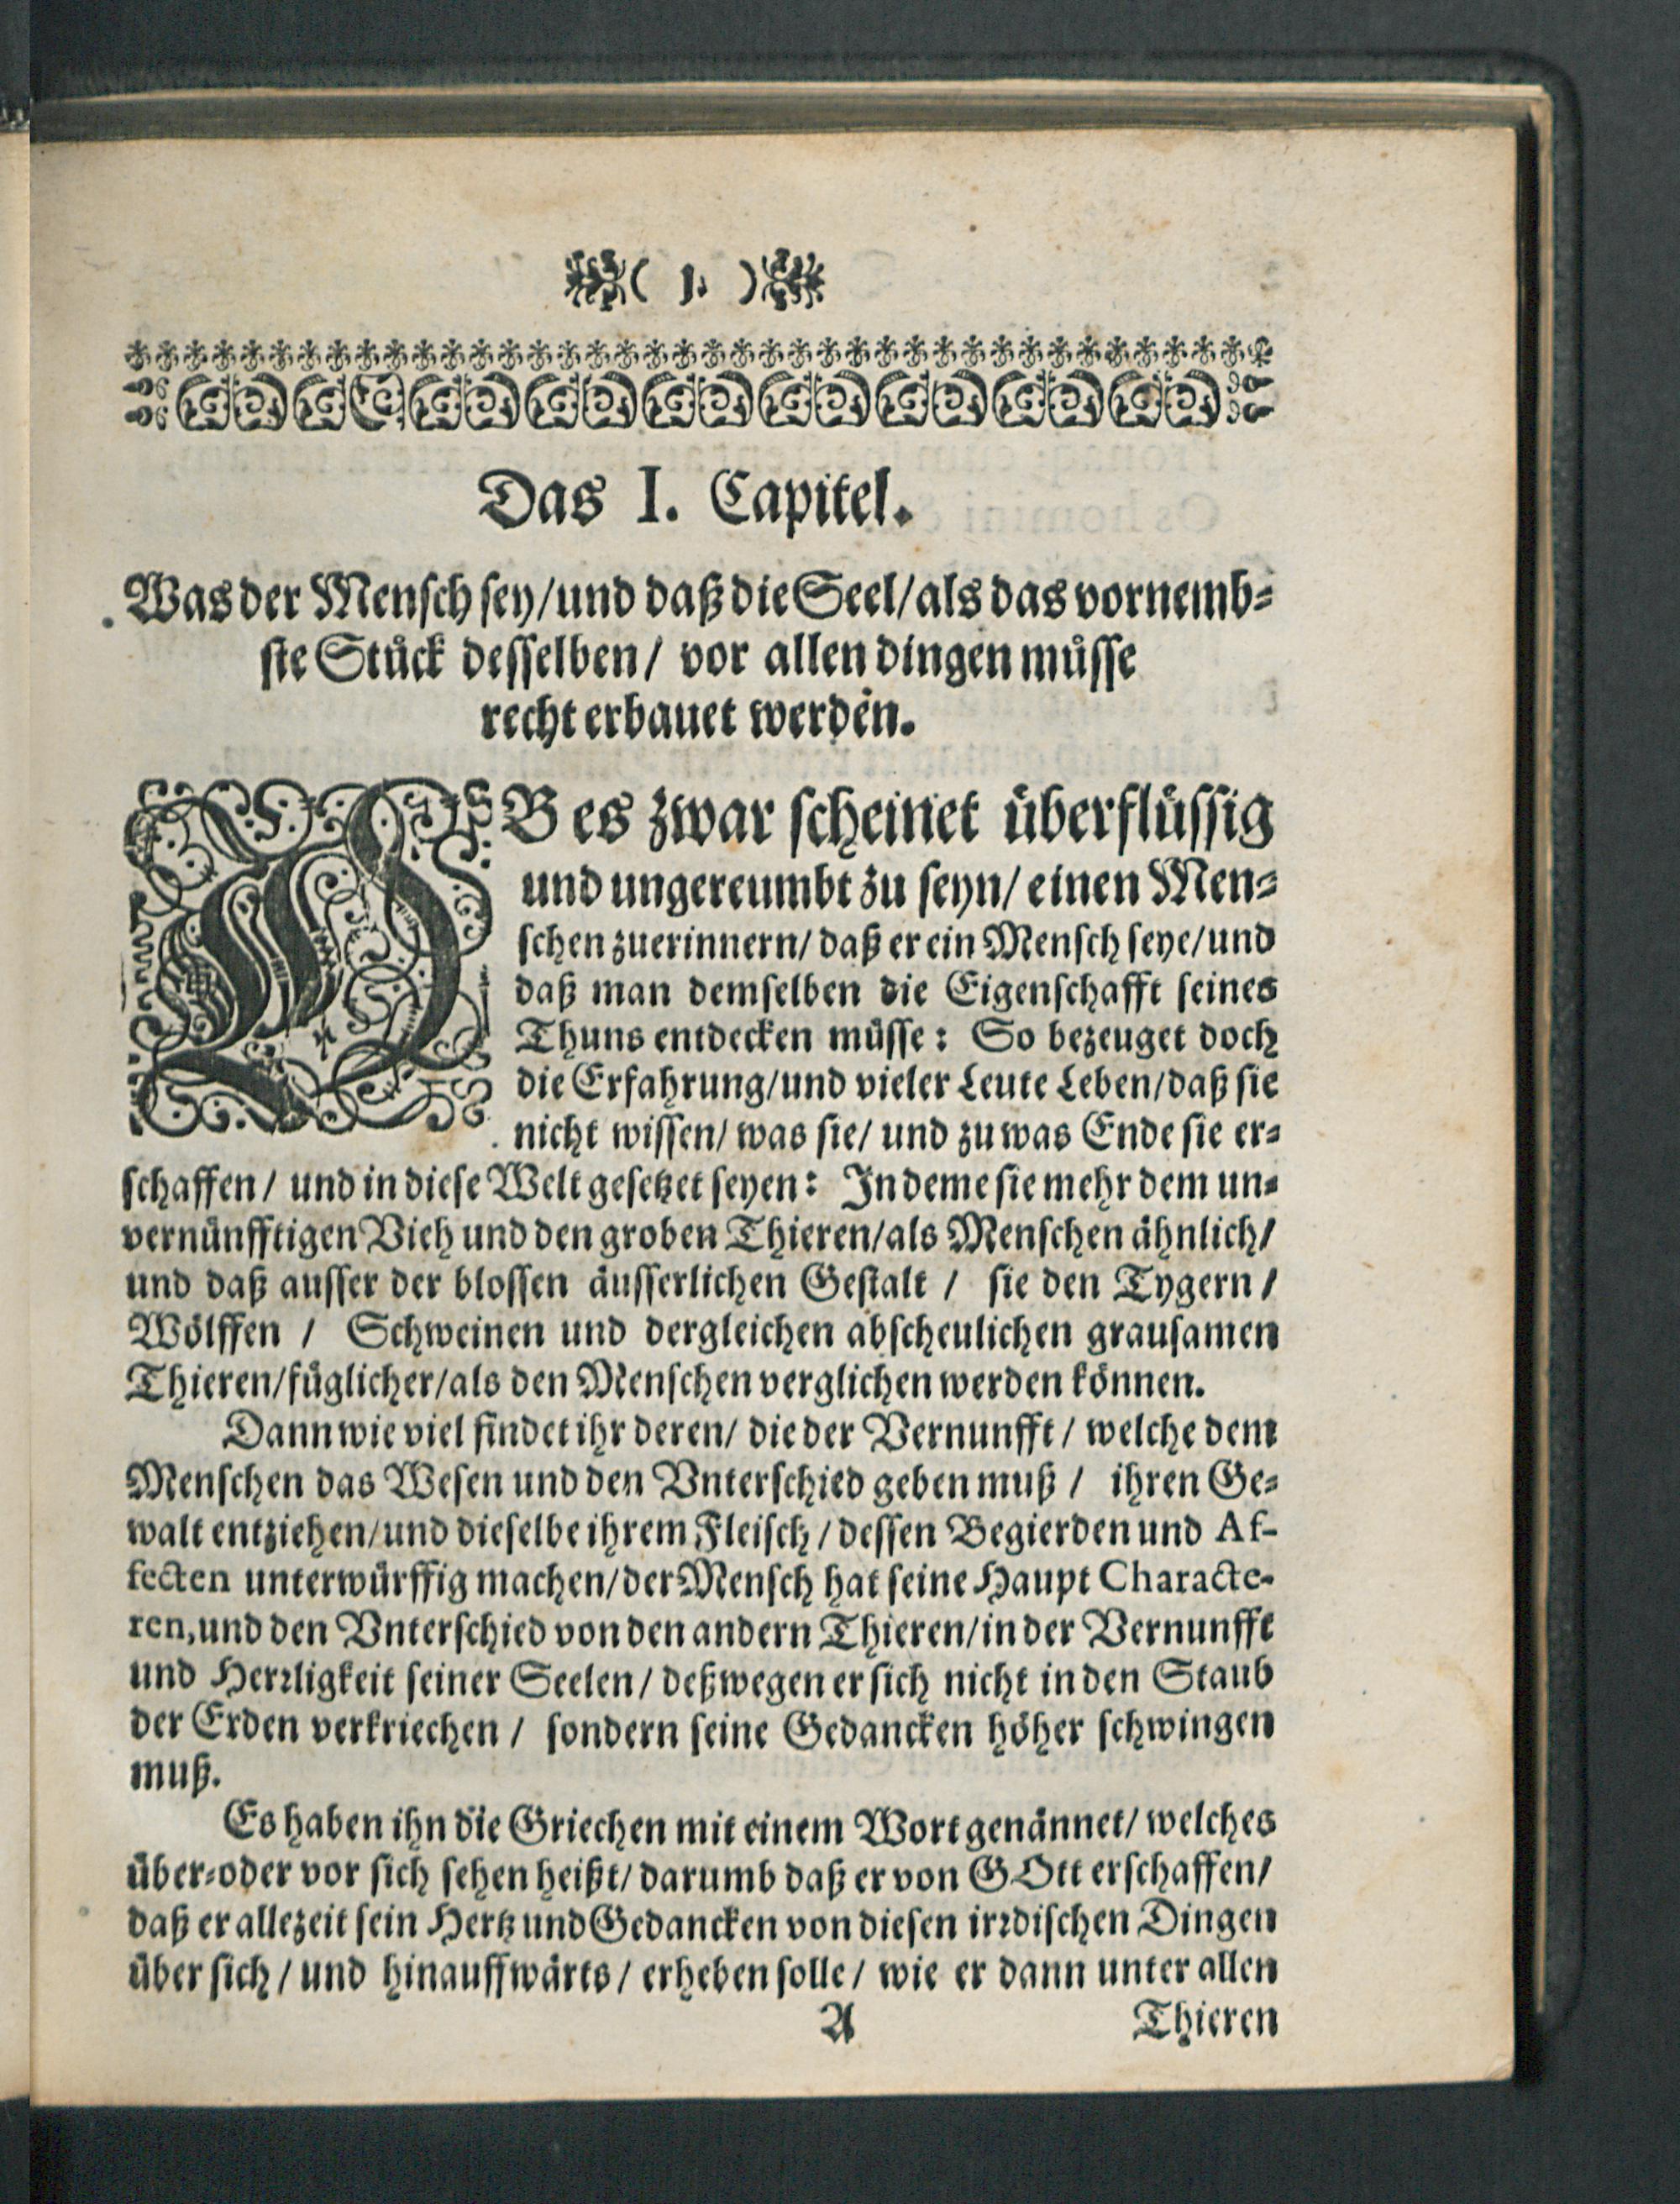 ( 1. )
Das I. Capitel.
Was der Mensch sey/und daß die Seel/als das vornemb=
ste Stück desselben/ vor allen dingen müsse
recht erbauet werden.
OB es zwar scheinet überflüssig
und ungereumbt zu seyn/ einen Men=
schen zuerinnern/ daß er ein Mensch seye/und
daß man demselben die Eigenschafft seines
Thuns entdecken müsse: So bezeuget doch
die Erfahrung/und vieler Leute Leben/daß sie
nicht wissen/ was sie/ und zu was Ende sie er=
schaffen/ und in diese Welt gesetzet seyen: Indeme sie mehr dem un=
vernünfftigen Vieh und den groben Thieren/als Menschen ähnlich/
und daß ausser der blossen äusserlichen Gestalt / sie den Tygern /
Wölffen / Schweinen und dergleichen abscheulichen grausamen
Thieren/füglicher/als den Menschen verglichen werden können.
Dann wie viel findet ihr deren/ die der Vernunfft / welche dem
Menschen das Wesen und den Vnterschied geben muß / ihren Ge=
walt entziehen/und dieselbe ihrem Fleisch / dessen Begierden und Af-
fecten unterwürffig machen/der Mensch hat seine Haupt Characte-
ren, und den Vnterschied von den andern Thieren/in der Vernunfft
und Herrligkeit seiner Seelen/ deßwegen er sich nicht in den Staub
der Erden verkriechen / sondern seine Gedancken höher schwingen
muß.
Es haben ihn die Griechen mit einem Wort genännet/ welches
über=oder vor sich sehen heißt/ darumb daß er von GOtt erschaffen/
daß er allezeit sein Hertz und Gedancken von diesen irrdischen Dingen
über sich / und hinauffwärts / erheben solle / wie er dann unter allen
A Thieren